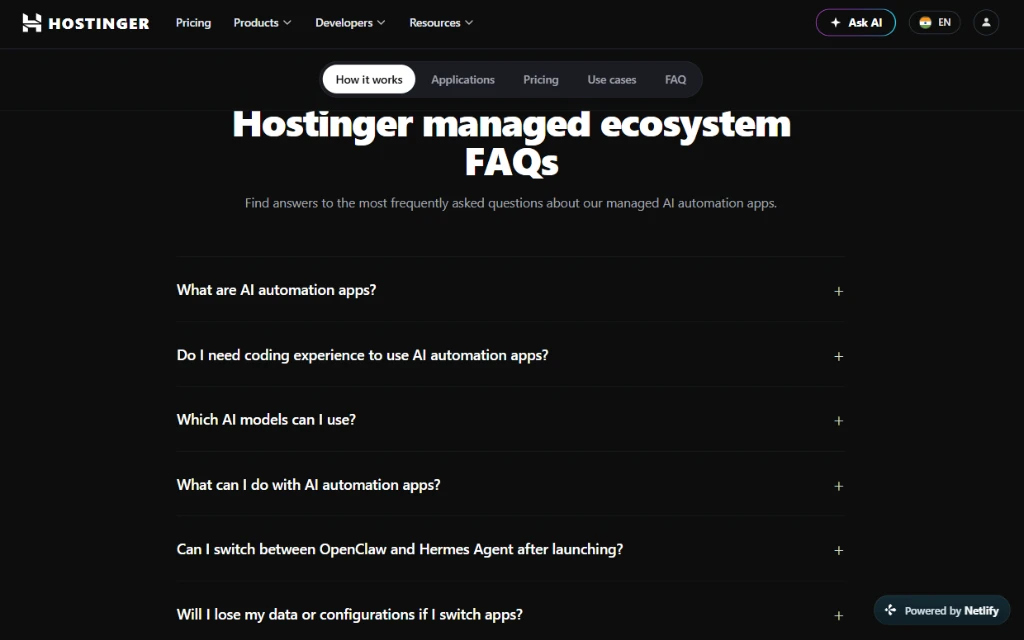 HOSTINGER Pricing Products Developers Resources Ask AI EN
How it works Applications Pricing Use cases FAQ
Hostinger managed ecosystem
FAQs
Find answers to the most frequently asked questions about our managed AI automation apps.
What are AI automation apps? +
Do I need coding experience to use AI automation apps? +
Which AI models can I use? +
What can I do with AI automation apps? +
Can I switch between OpenClaw and Hermes Agent after launching? +
Will I lose my data or configurations if I switch apps? +
Powered by Netlify